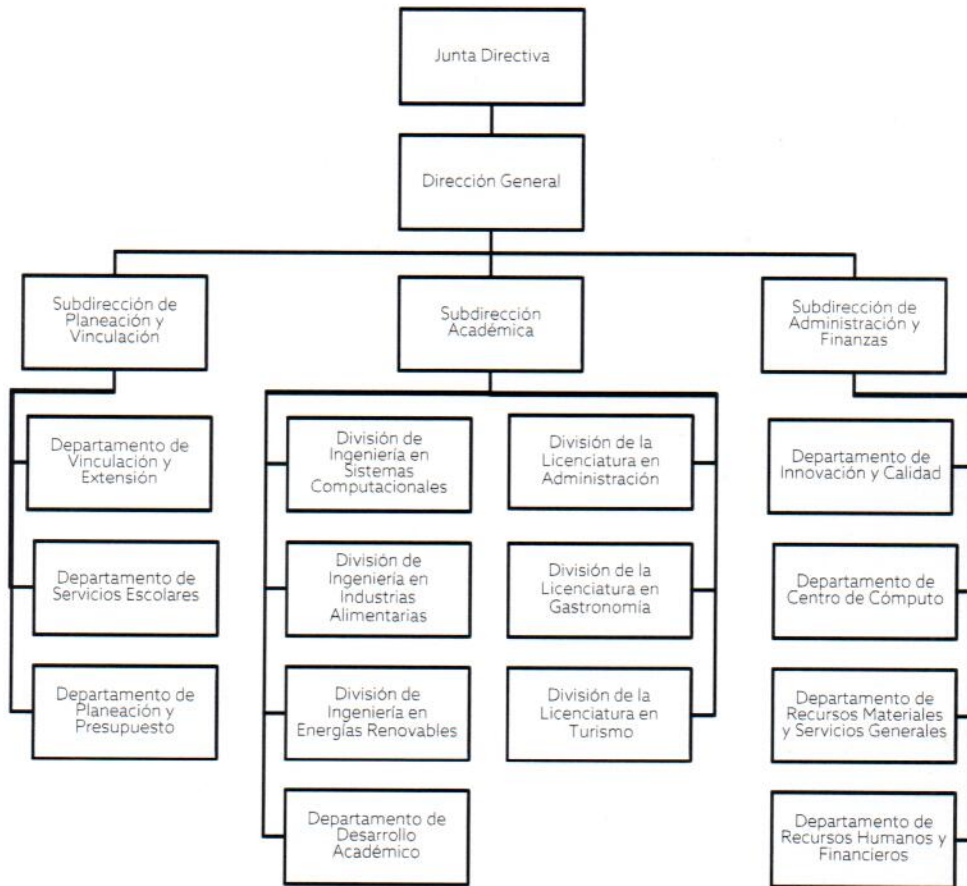 Junta Directiva
Dirección General
Subdirección de
Planeación y
Vinculación
Subdirección
Académica
Subdirección de
Administración y
Finanzas
Departamento de
Vinculación y
Extensión
Departamento de
Servicios Escolares
Departamento de
Planeación y
Presupuesto
División de
Ingeniería en
Sistemas
Computacionales
División de
Ingeniería en
Industrias
Alimentarias
División de
Ingeniería en
Energías Renovables
Departamento de
Desarrollo
Académico
División de la
Licenciatura en
Administración
División de la
Licenciatura en
Gastronomía
División de la
Licenciatura en
Turismo
Departamento de
Innovación y Calidad
Departamento de
Centro de Cómputo
Departamento de
Recursos Materiales
y Servicios Generales
Departamento de
Recursos Humanos y
Financieros